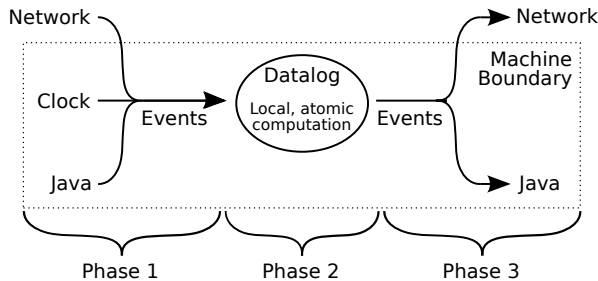 Network
Network
Machine
Boundary
Datalog
Clock
Local, atomic
computation
Events
Events
Java
Java
Phase 1
Phase 2
Phase 3